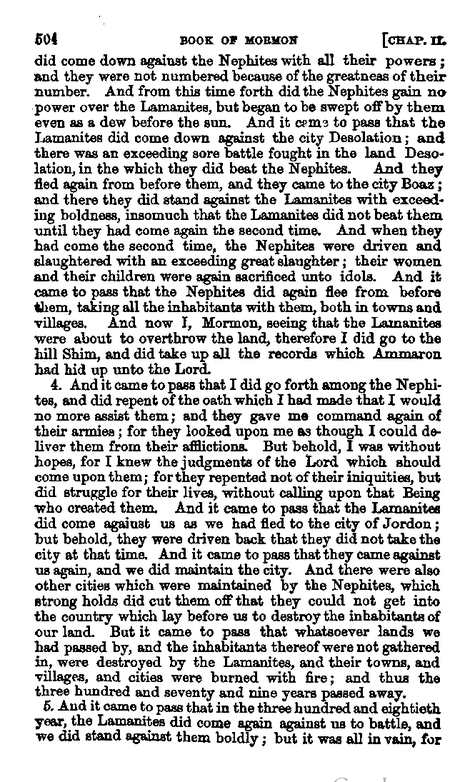 504 BOOK OF MORMON [CHAP. II.
did come down against the Nephites with all their powers;
and they were not numbered because of the greatness of their
number. And from this time forth did the Nephites gain no
power over the Lamanites, but began to be swept off by them
even as a dew before the sun. And it came to pass that the
Lamanites did come down against the city Desolation; and
there was an exceeding sore battle fought in the land Deso-
lation, in the which they did beat the Nephites. And they
fled again from before them, and they came to the city Boaz;
and there they did stand against the Lamanites with exceed-
ing boldness, insomuch that the Lamanites did not beat them
until they had come again the second time. And when they
had come the second time, the Nephites were driven and
slaughtered with an exceeding great slaughter; their women
and their children were again sacrificed unto idols. And it
came to pass that the Nephites did again flee from before
them, taking all the inhabitants with them, both in towns and
villages. And now I, Mormon, seeing that the Lamanites
were about to overthrow the land, therefore I did go to the
hill Shim, and did take up all the records which Ammaron
had hid up unto the Lord.
4. And it came to pass that I did go forth among the Nephi-
tes, and did repent of the oath which I had made that I would
no more assist them; and they gave me command again of
their armies; for they looked upon me as though I could de-
liver them from their afflictions. But behold, I was without
hopes, for I knew the judgments of the Lord which should
come upon them; for they repented not of their iniquities, but
did struggle for their lives, without calling upon that Being
who created them. And it came to pass that the Lamanites
did come against us as we had fled to the city of Jordon;
but behold, they were driven back that they did not take the
city at that time. And it came to pass that they came against
us again, and we did maintain the city. And there were also
other cities which were maintained by the Nephites, which
strong holds did cut them off that they could not get into
the country which lay before us to destroy the inhabitants of
our land. But it came to pass that whatsoever lands we
had passed by, and the inhabitants thereof were not gathered
in, were destroyed by the Lamanites, and their towns, and
villages, and cities were burned with fire; and thus the
three hundred and seventy and nine years passed away.
5. And it came to pass that in the three hundred and eightieth
year, the Lamanites did come again against us to battle, and
we did stand against them boldly; but it was all in vain, for